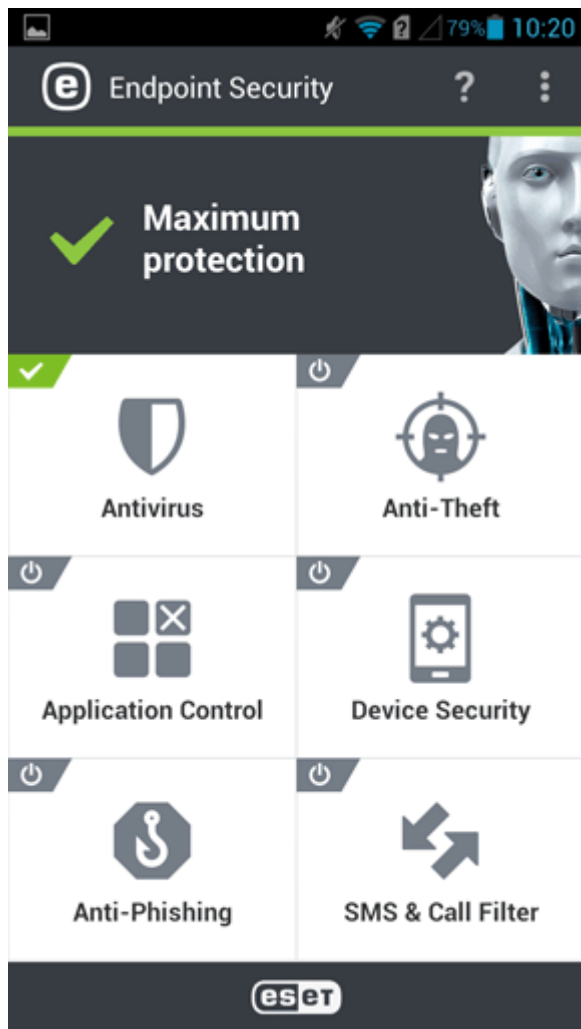 79% 10:20
e Endpoint Security ?
Maximum
protection
Antivirus
Anti-Theft
Application Control
Device Security
Anti-Phishing
SMS & Call Filter
eset